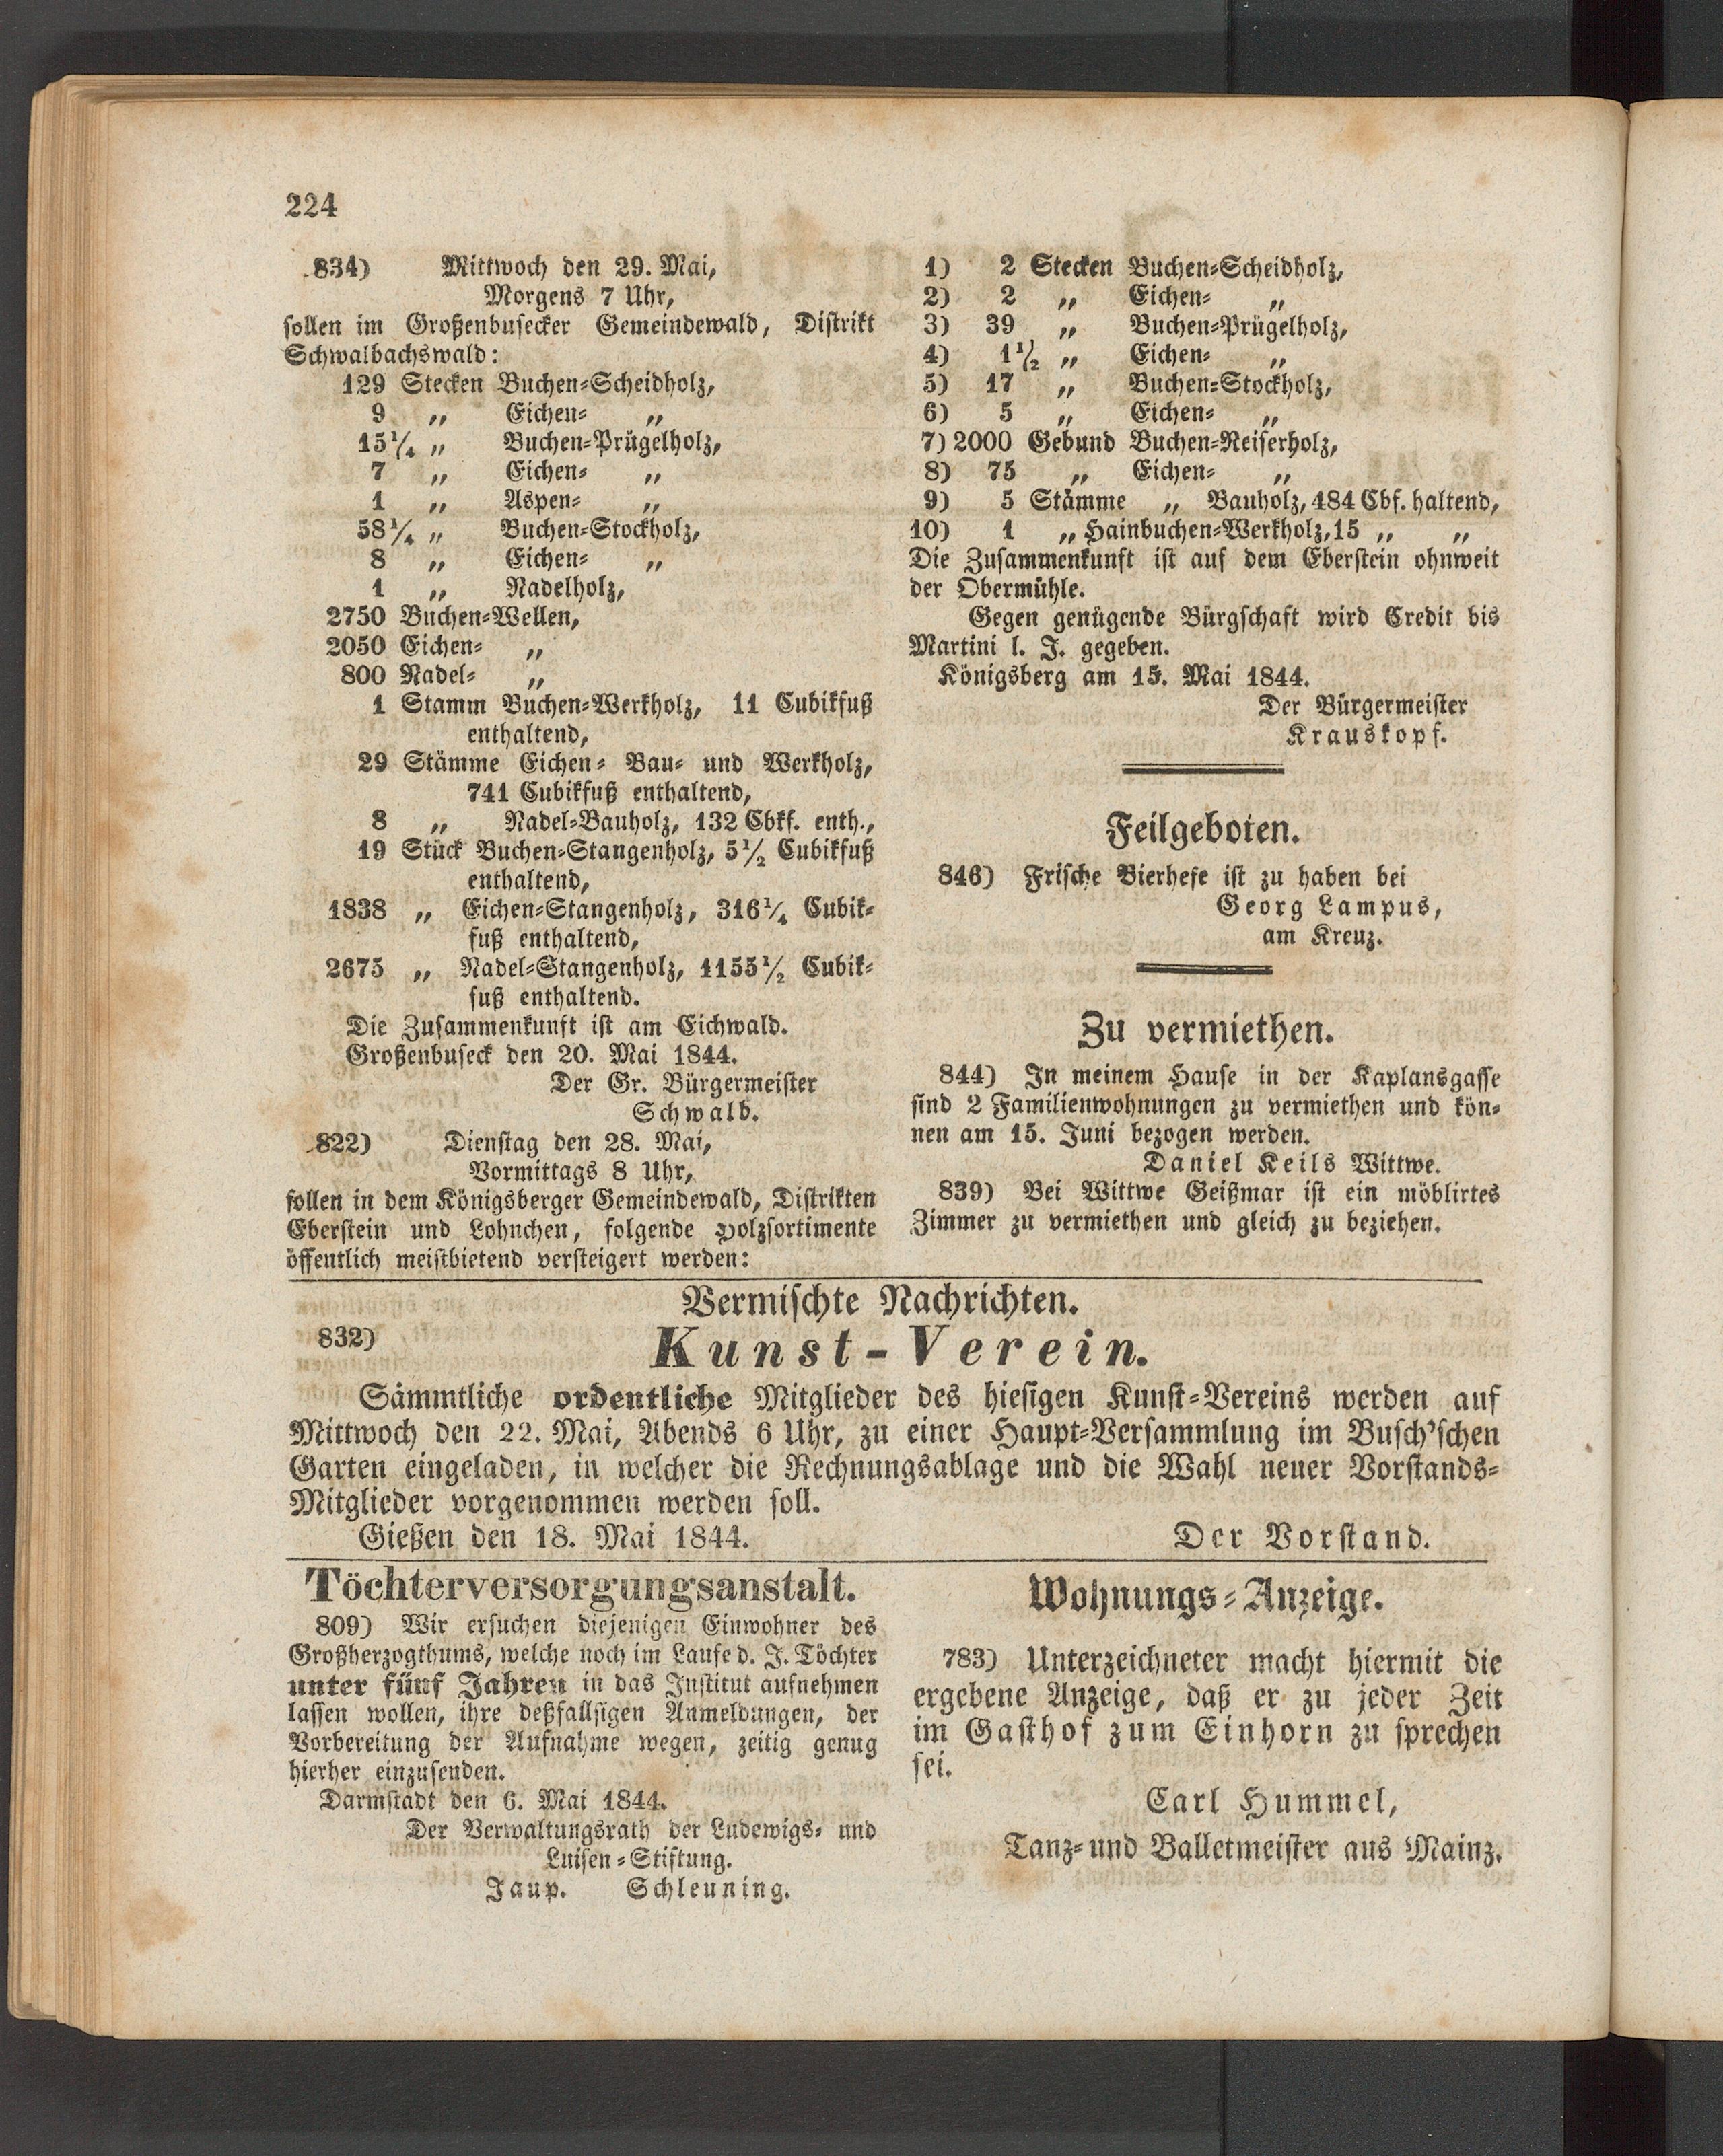 224
834) Mittwoch den 29. Mai,
Morgens 7 Uhr,
sollen im Großenbusecker Gemeindewald, Distrikt
Schwalbachswald:
129 Stecken Buchen-Scheidholz,
9 „ Eichen- „
15 1/4 „ Buchen-Prügelholz,
7 „ Eichen- „
1 „ Aspen- „
58 1/4 „ Buchen-Stockholz,
8 „ Eichen- „
1 „ Nadelholz,
2750 Buchen-Wellen,
2050 Eichen- „
800 Nadel- „
1 Stamm Buchen-Werkholz, 11 Cubikfuß
enthaltend,
29 Stämme Eichen- Bau- und Werkholz,
741 Cubikfuß enthaltend,
8 „ Nadel-Bauholz, 132 Cbkf. enth.,
19 Stück Buchen-Stangenholz, 5 1/2 Cubikfuß
enthaltend,
1838 „ Eichen-Stangenholz, 316 1/4 Cubik-
fuß enthaltend,
2675 „ Nadel-Stangenholz, 1155 1/2 Cubik-
fuß enthaltend.
Die Zusammenkunft ist am Eichwald.
Großenbuseck den 20. Mai 1844.
Der Gr. Bürgermeister
Schwalb.
822) Dienstag den 28. Mai,
Vormittags 8 Uhr,
sollen in dem Königsberger Gemeindewald, Distrikten
Eberstein und Lohnchen, folgende Holzsortimente
öffentlich meistbietend versteigert werden:
1) 2 Stecken Buchen-Scheidholz,
2) 2 „ Eichen- „
3) 39 „ Buchen-Prügelholz,
4) 1 1/2 „ Eichen- „
5) 17 „ Buchen-Stockholz,
6) 5 „ Eichen- „
7) 2000 Gebund Buchen-Reiserholz,
8) 75 „ Eichen- „
9) 5 Stämme „ Bauholz, 484 Cbf. haltend,
10) 1 „ Hainbuchen-Werkholz, 15 „ „
Die Zusammenkunft ist auf dem Eberstein ohnweit
der Obermühle.
Gegen genügende Bürgschaft wird Credit bis
Martini l. J. gegeben.
Königsberg am 15. Mai 1844.
Der Bürgermeister
Krauskopf.
Feilgeboten.
846) Frische Bierhefe ist zu haben bei
Georg Lampus,
am Kreuz.
Zu vermiethen.
844) In meinem Hause in der Kaplansgasse
sind 2 Familienwohnungen zu vermiethen und kön-
nen am 15. Juni bezogen werden.
Daniel Keils Wittwe.
839) Bei Wittwe Geißmar ist ein möblirtes
Zimmer zu vermiethen und gleich zu beziehen.
Vermischte Nachrichten.
832) Kunst-Verein.
Sämmtliche ordentliche Mitglieder des hiesigen Kunst-Vereins werden auf
Mittwoch den 22. Mai, Abends 6 Uhr, zu einer Haupt-Versammlung im Busch'schen
Garten eingeladen, in welcher die Rechnungsablage und die Wahl neuer Vorstands-
Mitglieder vorgenommen werden soll.
Gießen den 18. Mai 1844. Der Vorstand.
Töchterversorgungsanstalt.
809) Wir ersuchen diejenigen Einwohner des
Großherzogthums, welche noch im Laufe d. J. Töchter
unter fünf Jahren in das Institut aufnehmen
lassen wollen, ihre deßfallsigen Anmeldungen, der
Vorbereitung der Aufnahme wegen, zeitig genug
hierher einzusenden.
Darmstadt den 6. Mai 1844.
Der Verwaltungsrath der Ludewigs- und
Luisen-Stiftung.
Jaup. Schleuning.
Wohnungs-Anzeige.
783) Unterzeichneter macht hiermit die
ergebene Anzeige, daß er zu jeder Zeit
im Gasthof zum Einhorn zu sprechen
sei.
Carl Hummel,
Tanz- und Balletmeister aus Mainz.